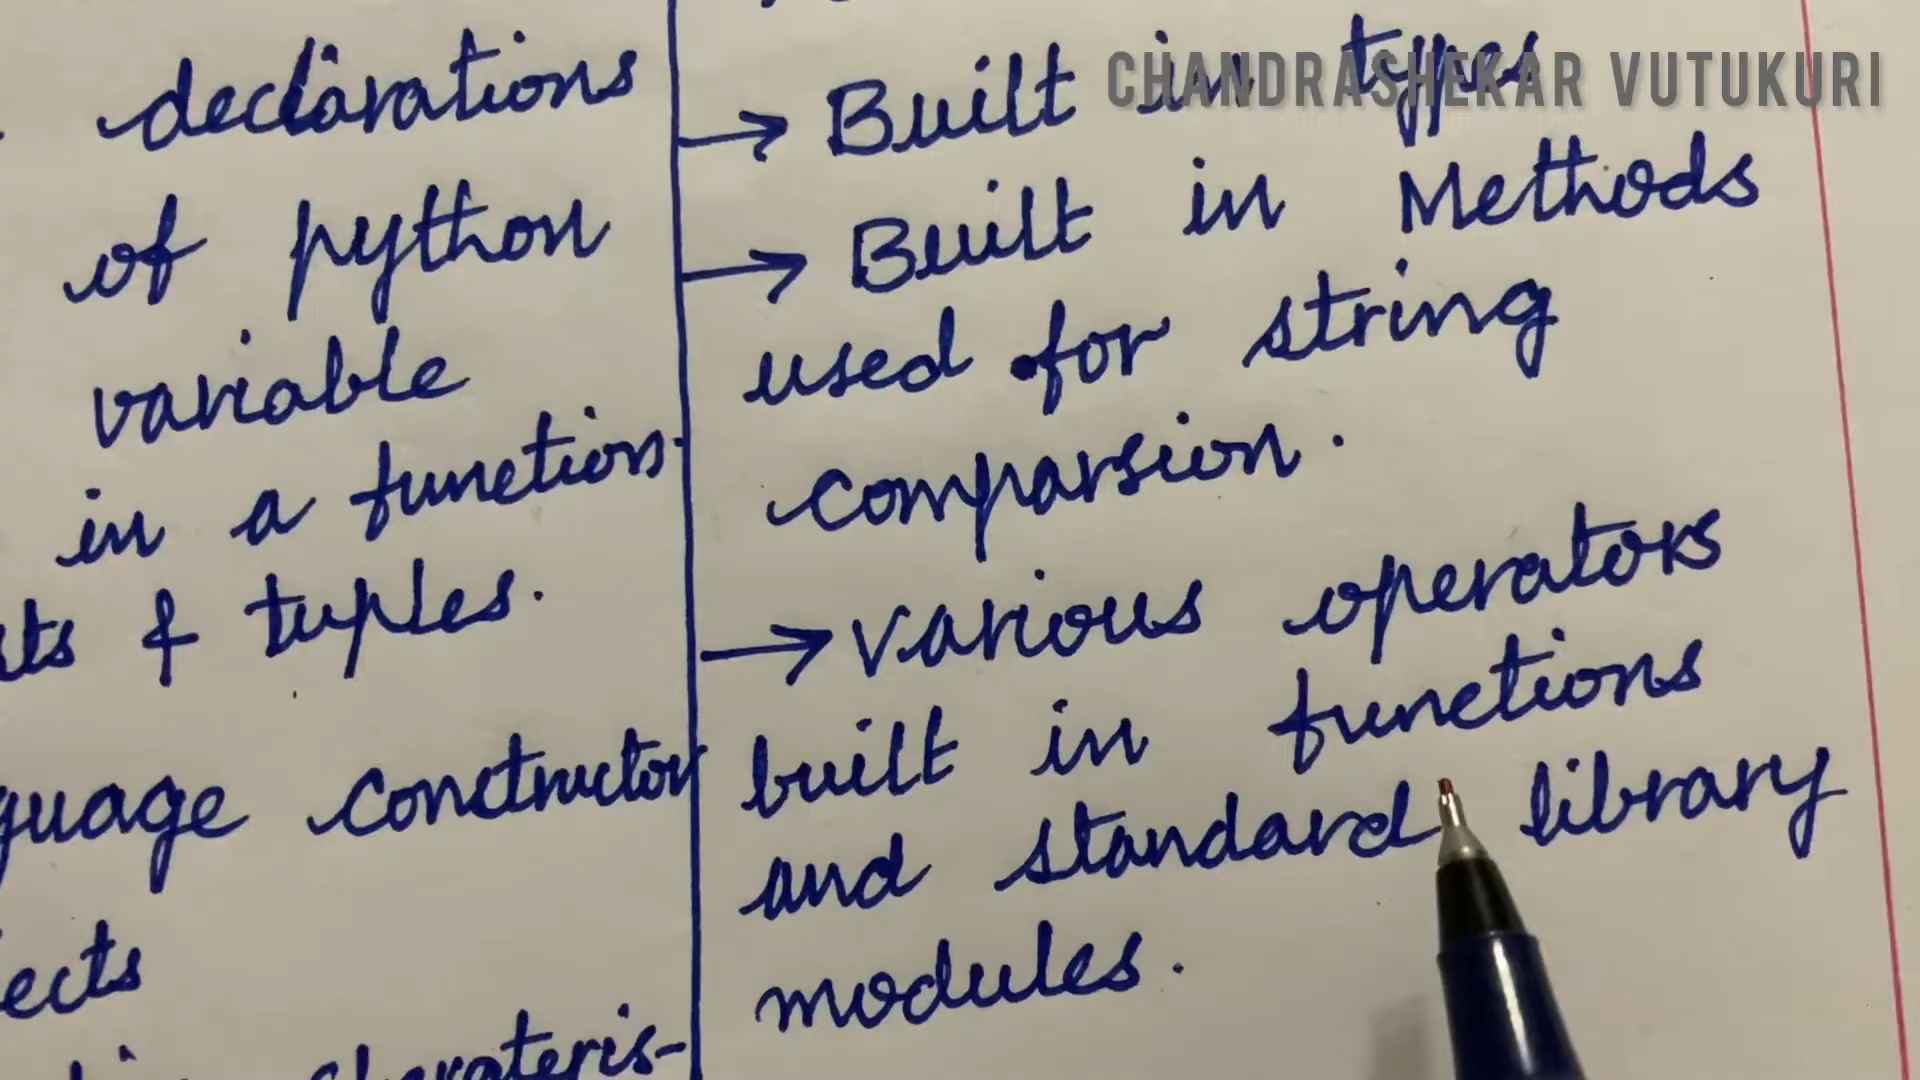 declarations
of python
variable
in a function
& tuples.
constructor
CHANDRASHEKAR VUTUKURI
→ Built in types
→ Built in Methods
used for string
comparsion.
→ various operators
built in functions
and standard library
modules.